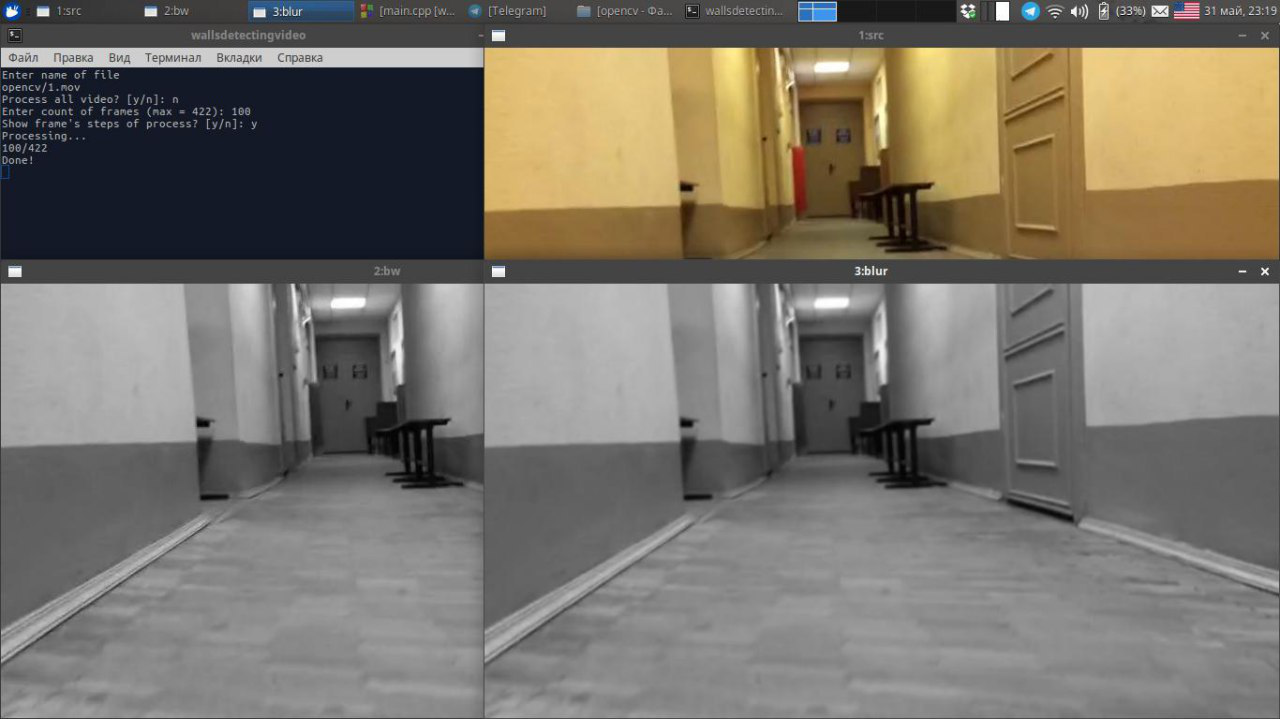 1:src
2:bw
3:blur
[main.cpp [w...
[Telegram]
[opencv - Фа...
wallsdetectin...
(33%)
31 май, 23:19
wallsdetectingvideo
Файл Правка Вид Терминал Вкладки Справка
Enter name of file
opencv/1.mov
Process all video? [y/n]: n
Enter count of frames (max = 422): 100
Show frame's steps of process? [y/n]: y
Processing...
100/422
Done!
1:src
2:bw
3:blur